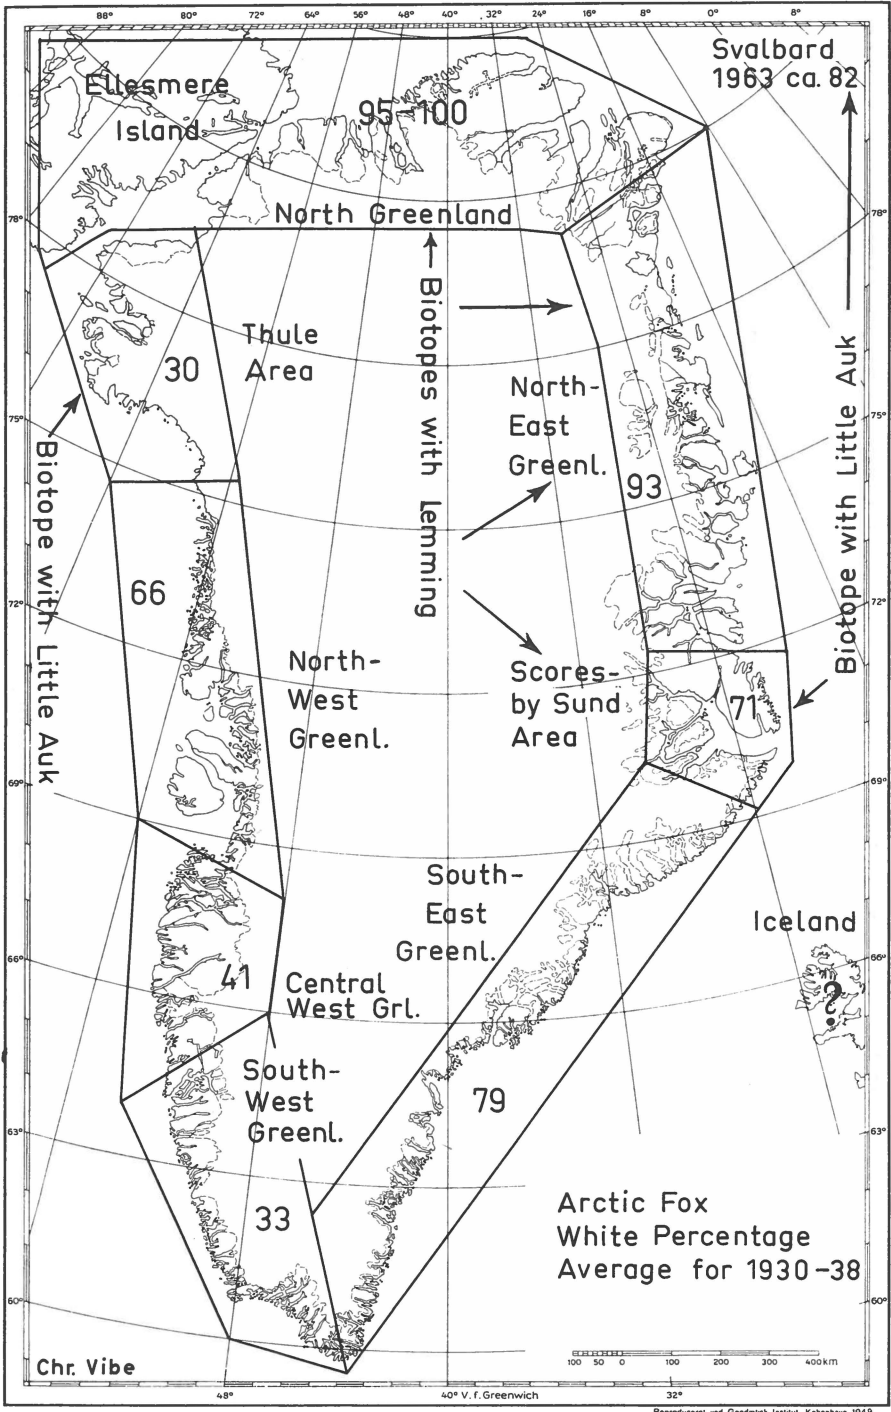 88° 80° 72° 64° 56° 48° 40° 32° 24° 16° 8° 0° 8°
Svalbard
1963 ca. 82
Ellesmere
Island
95-100
North Greenland
78°
78°
Thule
Area
30
Biotopes with Lemming
North-
East
Greenl.
93
75°
75°
Biotope with Little Auk
Biotope with Little Auk
66
72°
72°
North-
West
Greenl.
Scores-
by Sund
Area
71
69°
69°
South-
East
Greenl.
Iceland
?
66°
66°
41
Central
West Grl.
South-
West
Greenl.
79
63°
63°
33
Arctic Fox
White Percentage
Average for 1930-38
60°
60°
Chr. Vibe
100 50 0 100 200 300 400km
48° 40° V. f. Greenwich 32°